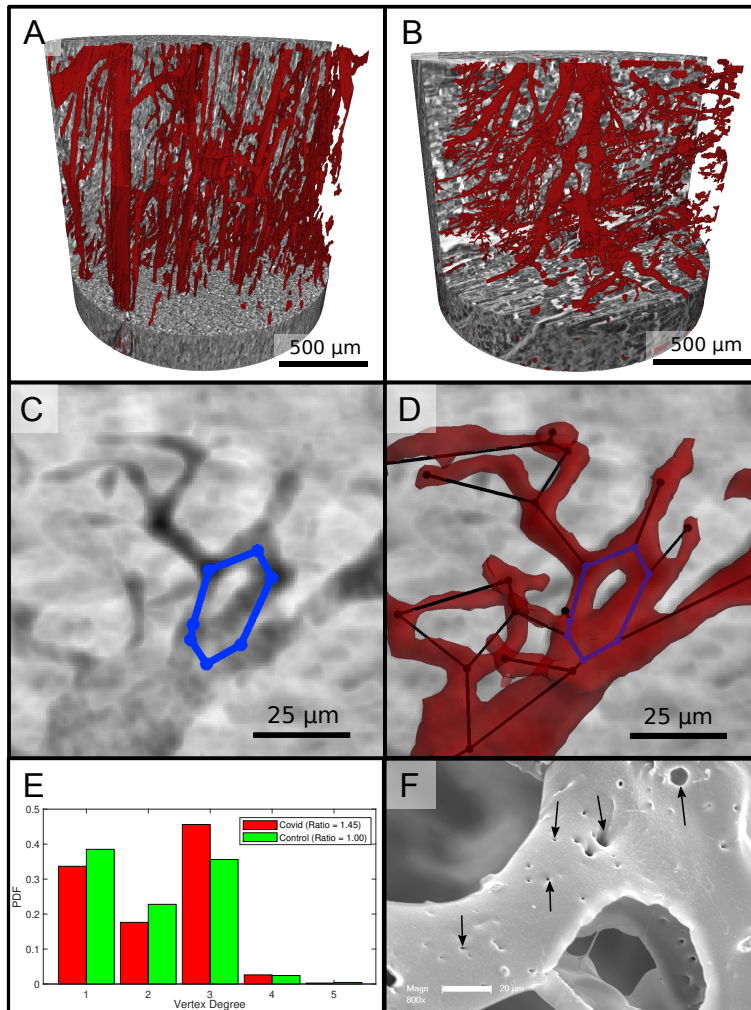 A
B
500 µm
500 µm
C
D
25 µm
25 µm
E
0.5
Covid (Ratio = 1.45)
Control (Ratio = 1.00)
0.4
0.3
PDF
0.2
0.1
0
1 2 3 4 5
Vertex Degree
F
Magn
800x
20 µm